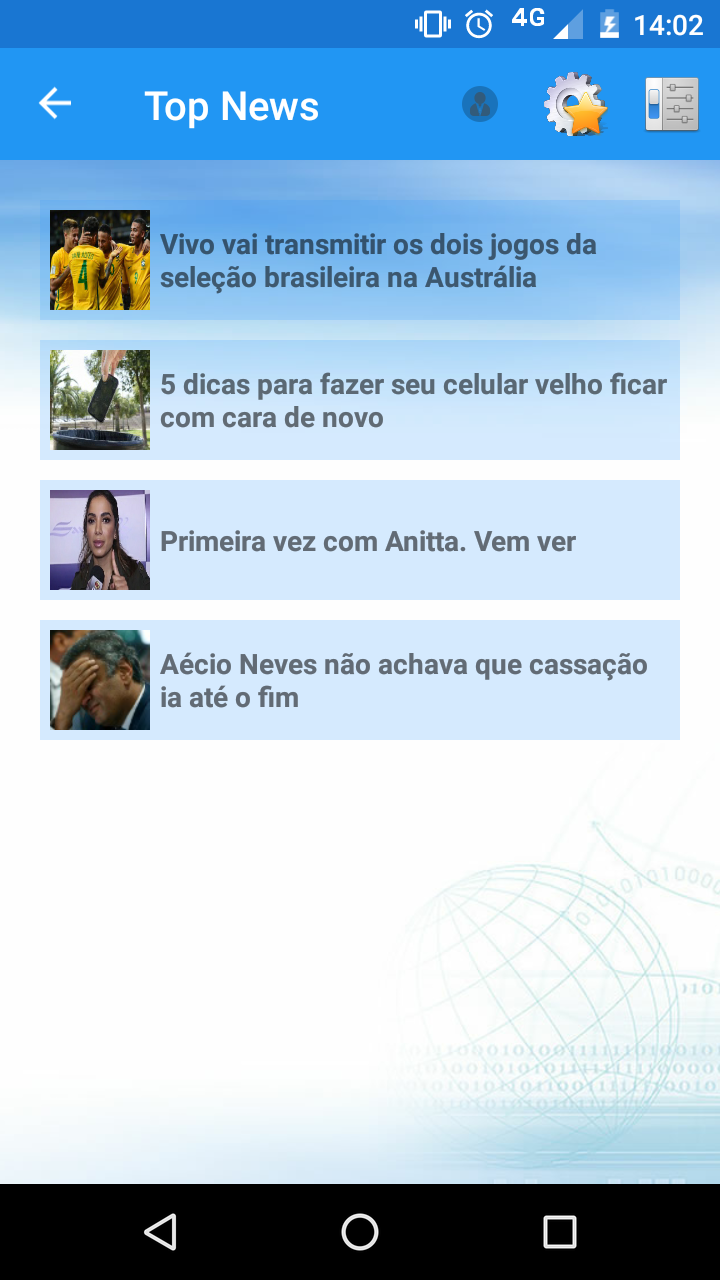 4G 14:02
Top News
Vivo vai transmitir os dois jogos da
seleção brasileira na Austrália
4
5 dicas para fazer seu celular velho ficar
com cara de novo
Primeira vez com Anitta. Vem ver
Aécio Neves não achava que cassação
ia até o fim